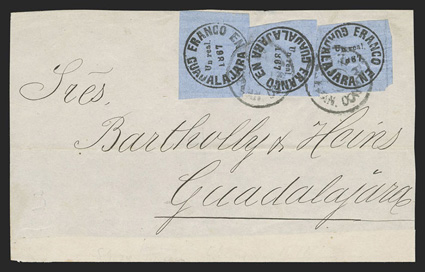 FRANCO EN GUADALAJARA
Un real.
1867
FRANCO EN GUADALAJARA
Un real.
1867
FRANCO EN GUADALAJARA
Un real.
1867
Sres.
Bartholly & Heins
Guadalajara